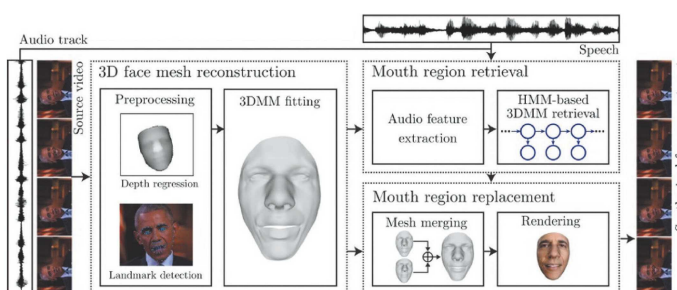 Audio track
Speech
Source video
3D face mesh reconstruction
Preprocessing
Depth regression
Landmark detection
3DMM fitting
Mouth region retrieval
Audio feature
extraction
HMM-based
3DMM retrieval
Mouth region replacement
Mesh merging
Rendering